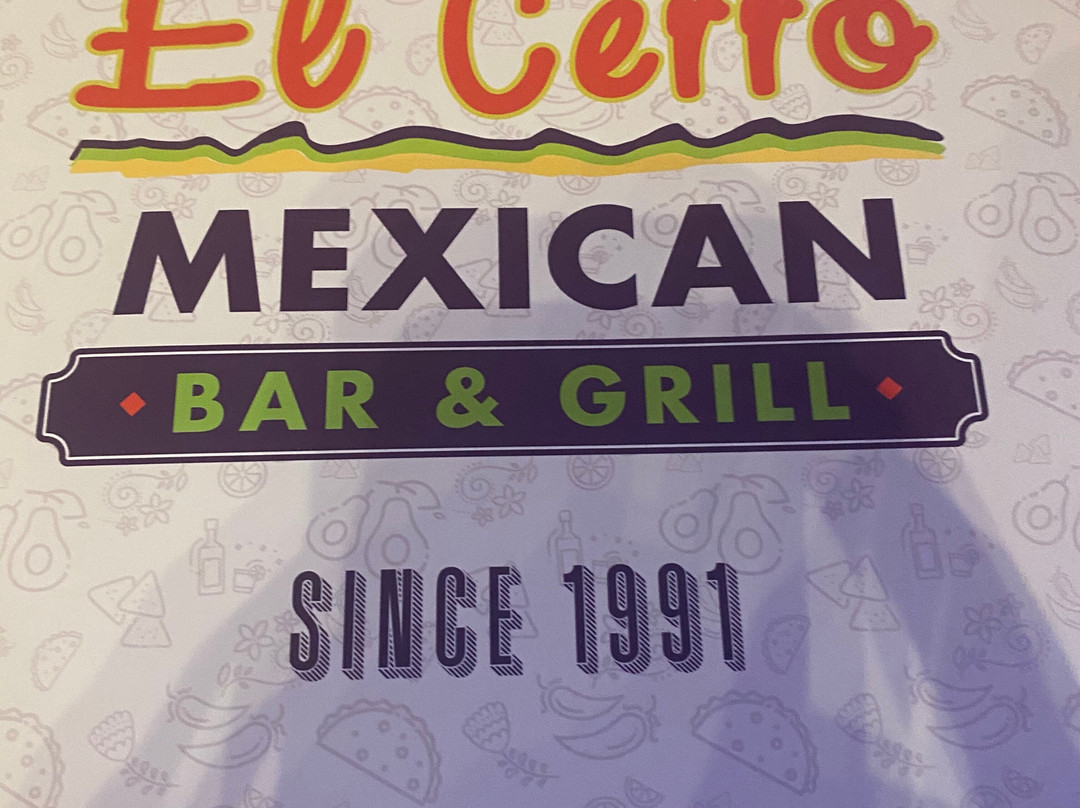 El Cerro
MEXICAN
BAR & GRILL
SINCE 1991